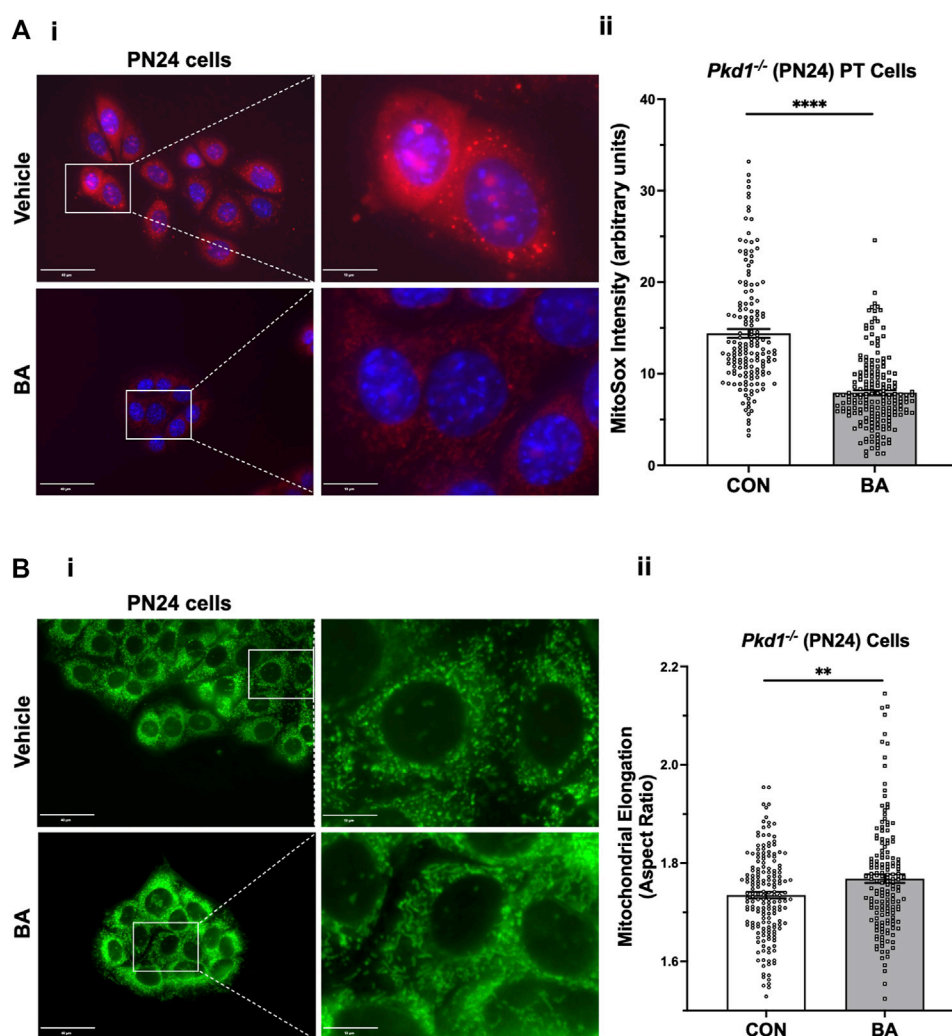 A i
PN24 cells
Vehicle
BA
ii
Pkd1-/- (PN24) PT Cells
****
MitoSox Intensity (arbitrary units)
40
30
20
10
0
CON BA
B i
PN24 cells
Vehicle
BA
ii
Pkd1-/- (PN24) Cells
**
Mitochondrial Elongation
(Aspect Ratio)
2.2
2.0
1.8
1.6
CON BA